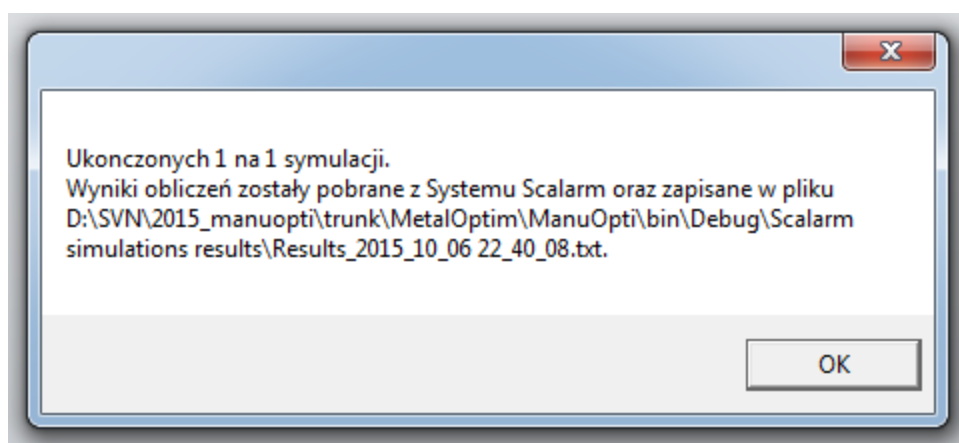 Ukonczonych 1 na 1 symulacji.
Wyniki obliczeń zostały pobrane z Systemu Scalarm oraz zapisane w pliku
D:\SVN\2015_manuopti\trunk\MetalOptim\ManuOpti\bin\Debug\Scalarm
simulations results\Results_2015_10_06 22_40_08.txt.
OK